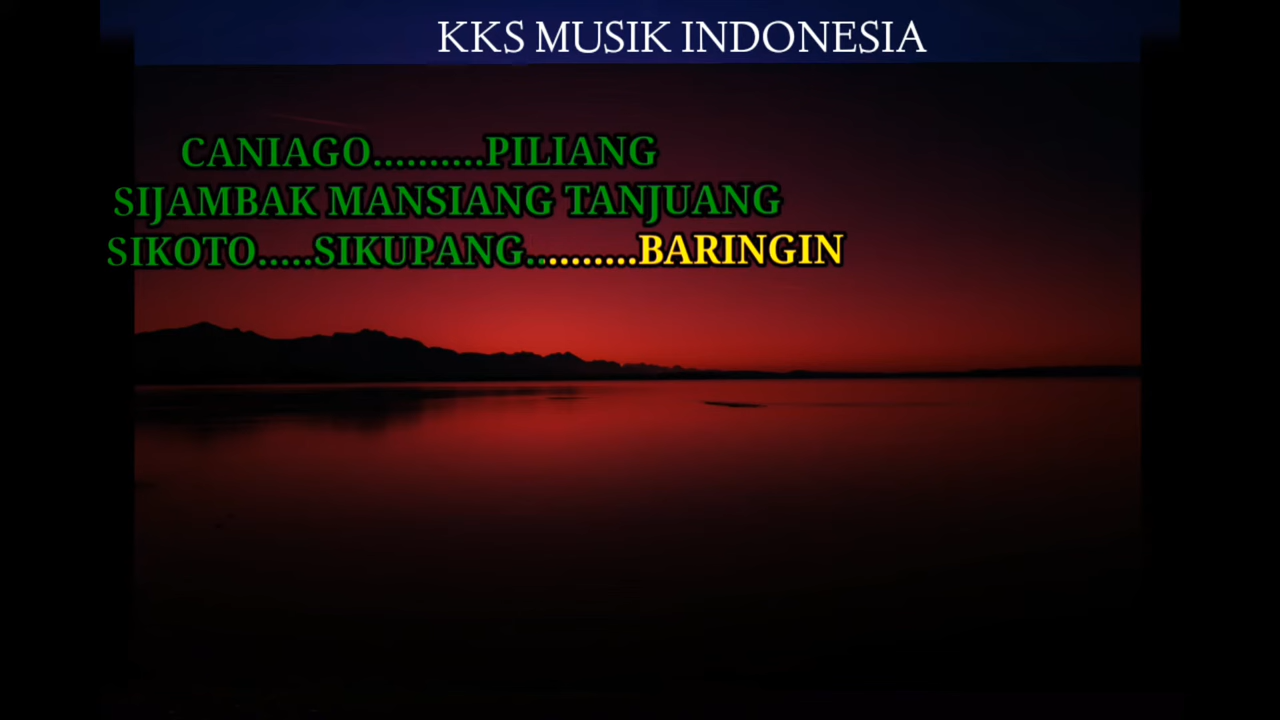 KKS MUSIK INDONESIA
CANIAGO..........PILIANG
SIJAMBAK MANSIANG TANJUANG
SIKOTO.....SIKUPANG..........BARINGIN